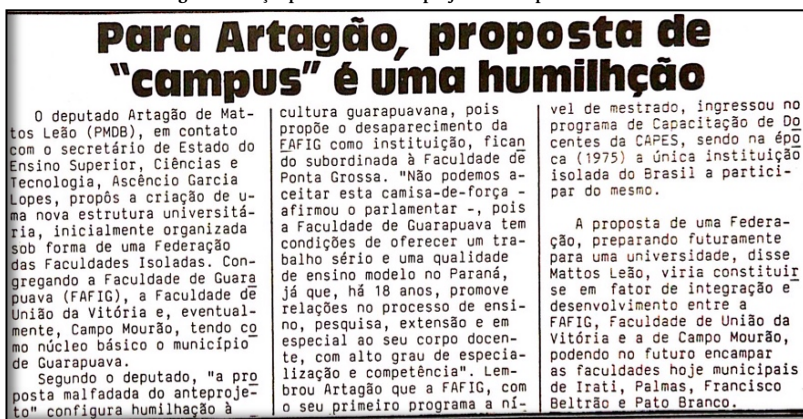 Para Artagão, proposta de
"campus" é uma humilhção
O deputado Artagão de Mat-
tos Leão (PMDB), em contato
com o secretário de Estado do
Ensino Superior, Ciências e
Tecnologia, Ascêncio Garcia
Lopes, propôs a criação de u-
ma nova estrutura universitá-
ria, inicialmente organizada
sob forma de uma Federação
das Faculdades Isoladas. Con-
gregando a Faculdade de Guara
puava (FAFIG), a Faculdade de
União da Vitória e, eventual-
mente, Campo Mourão, tendo co
mo núcleo básico o município
de Guarapuava.
Segundo o deputado, "a pro
posta malfadada do anteproje-
to" configura humilhação à
cultura guarapuavana, pois
propõe o desaparecimento da
FAFIG como instituição, fican
do subordinada à Faculdade de
Ponta Grossa. "Não podemos a-
ceitar esta camisa-de-força -
afirmou o parlamentar -, pois
a Faculdade de Guarapuava tem
condições de oferecer um tra-
balho sério e uma qualidade
de ensino modelo no Paraná,
já que, há 18 anos, promove
relações no processo de ensi-
no, pesquisa, extensão e em
especial ao seu corpo docen-
te, com alto grau de especia-
lização e competência". Lem-
brou Artagão que a FAFIG, com
o seu primeiro programa a ní-
vel de mestrado, ingressou no
programa de Capacitação de Do
centes da CAPES, sendo na épo
ca (1975) a única instituição
isolada do Brasil a partici-
par do mesmo.
A proposta de uma Federa-
ção, preparando futuramente
para uma universidade, disse
Mattos Leão, viria constituir
se em fator de integração e
desenvolvimento entre a
FAFIG, Faculdade de União da
Vitória e a de Campo Mourão,
podendo no futuro encampar
as faculdades hoje municipais
de Irati, Palmas, Francisco
Beltrão e Pato Branco.